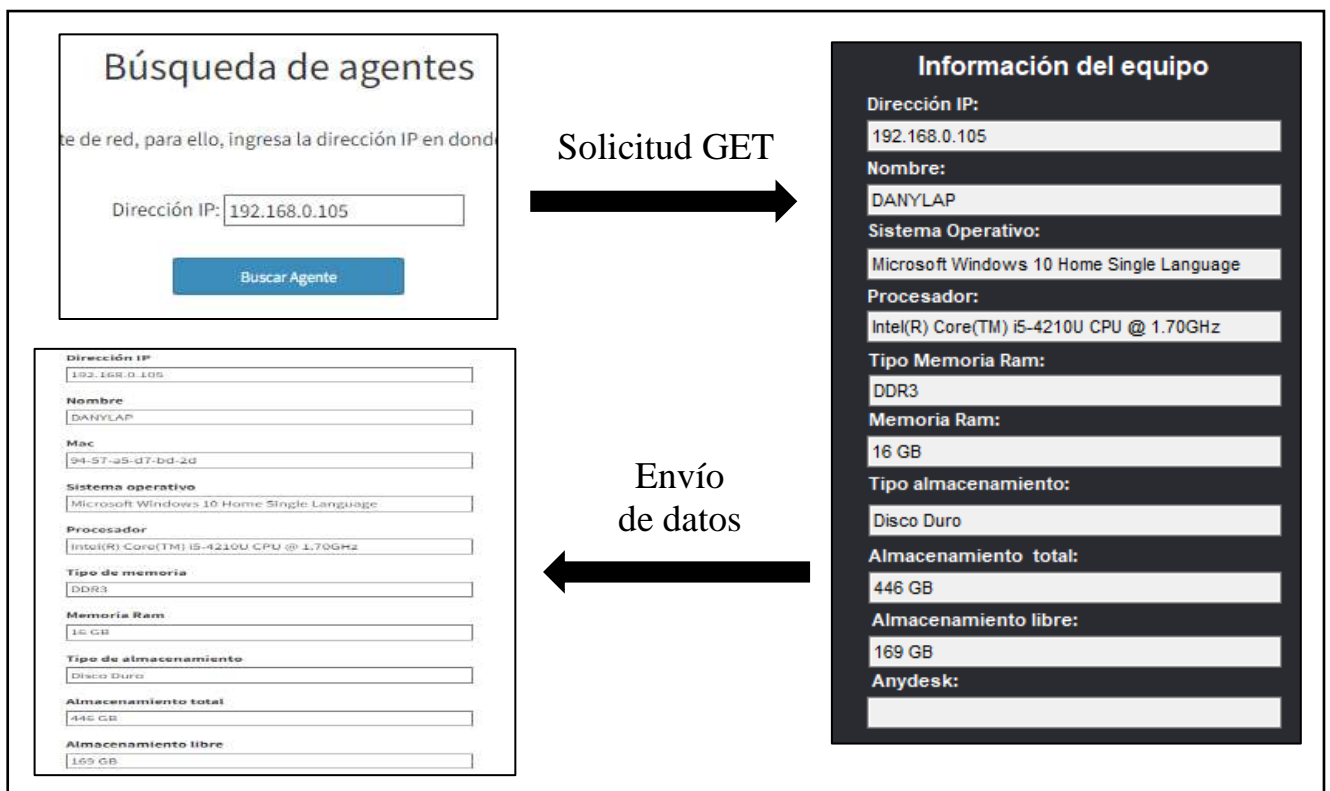 Búsqueda de agentes
te de red, para ello, ingresa la dirección IP en dond
Dirección IP: 192.168.0.105
Buscar Agente
Solicitud GET
Información del equipo
Dirección IP:
192.168.0.105
Nombre:
DANYLAP
Sistema Operativo:
Microsoft Windows 10 Home Single Language
Procesador:
Intel(R) Core(TM) i5-4210U CPU @ 1.70GHz
Tipo Memoria Ram:
DDR3
Memoria Ram:
16 GB
Tipo almacenamiento:
Disco Duro
Almacenamiento total:
446 GB
Almacenamiento libre:
169 GB
Anydesk:
Envío
de datos
Dirección IP
192.168.0.105
Nombre
DANYLAP
Mac
94-57-a5-d7-bd-2d
Sistema operativo
Microsoft Windows 10 Home Single Language
Procesador
Intel(R) Core(TM) i5-4210U CPU @ 1.70GHz
Tipo de memoria
DDR3
Memoria Ram
16 GB
Tipo de almacenamiento
Disco Duro
Almacenamiento total
446 GB
Almacenamiento libre
169 GB